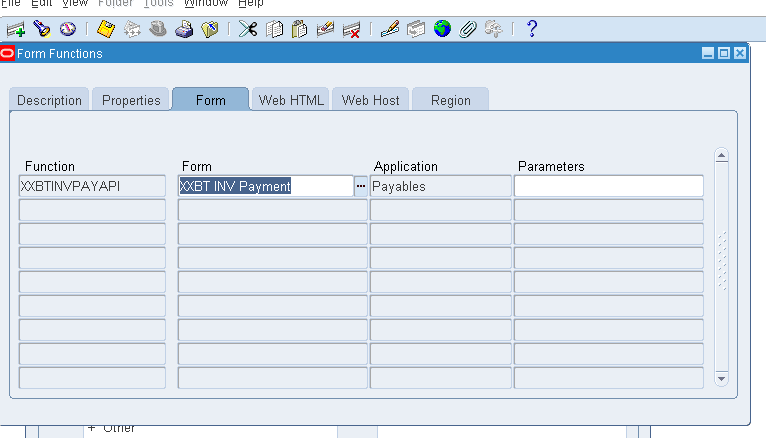 File Edit View Folder Tools Window Help
Form Functions
Description Properties Form Web HTML Web Host Region
Function Form Application Parameters
XXBTINVPAYAPI XXBT INV Payment ... Payables
+ Other